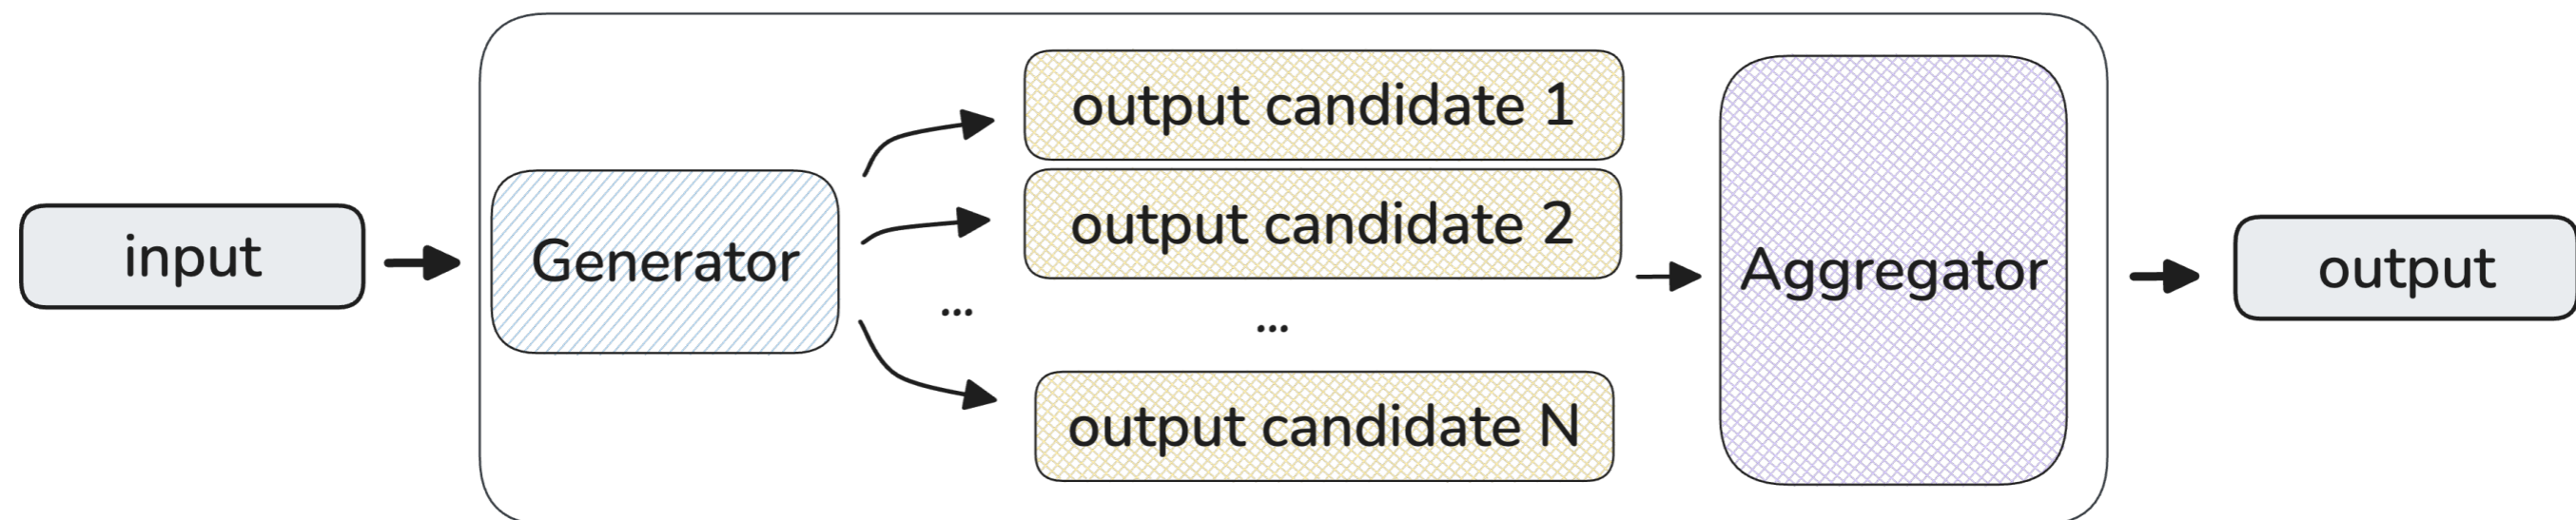 input
Generator
...
output candidate 1
output candidate 2
...
output candidate N
Aggregator
output